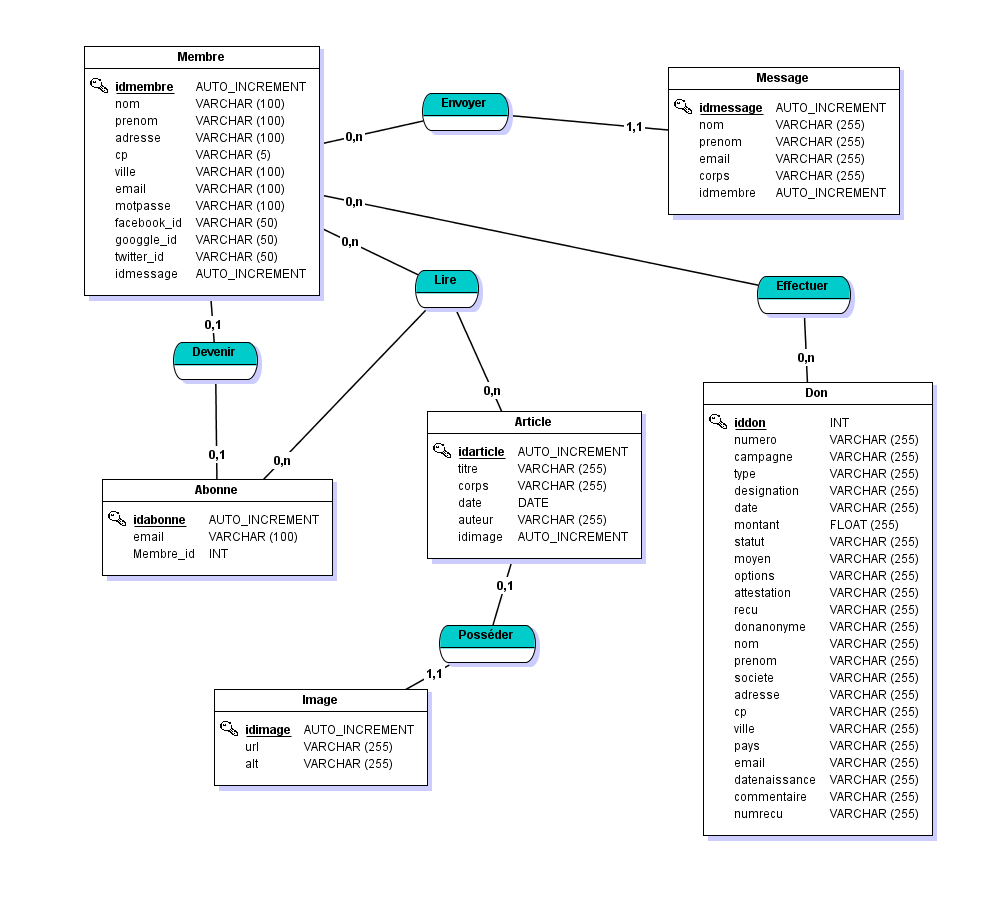 Membre
idmembre AUTO_INCREMENT
nom VARCHAR (100)
prenom VARCHAR (100)
adresse VARCHAR (100)
cp VARCHAR (5)
ville VARCHAR (100)
email VARCHAR (100)
motpasse VARCHAR (100)
facebook_id VARCHAR (50)
googgle_id VARCHAR (50)
twitter_id VARCHAR (50)
idmessage AUTO_INCREMENT
Envoyer
0,n
1,1
Message
idmessage AUTO_INCREMENT
nom VARCHAR (255)
prenom VARCHAR (255)
email VARCHAR (255)
corps VARCHAR (255)
idmembre AUTO_INCREMENT
0,n
0,n
Lire
Effectuer
0,1
Devenir
0,1
0,n
0,n
0,n
Abonne
idabonne AUTO_INCREMENT
email VARCHAR (100)
Membre_id INT
Article
idarticle AUTO_INCREMENT
titre VARCHAR (255)
corps VARCHAR (255)
date DATE
auteur VARCHAR (255)
idimage AUTO_INCREMENT
0,1
Posséder
1,1
Image
idimage AUTO_INCREMENT
url VARCHAR (255)
alt VARCHAR (255)
Don
iddon INT
numero VARCHAR (255)
campagne VARCHAR (255)
type VARCHAR (255)
designation VARCHAR (255)
date VARCHAR (255)
montant FLOAT (255)
statut VARCHAR (255)
moyen VARCHAR (255)
options VARCHAR (255)
attestation VARCHAR (255)
recu VARCHAR (255)
donanonyme VARCHAR (255)
nom VARCHAR (255)
prenom VARCHAR (255)
societe VARCHAR (255)
adresse VARCHAR (255)
cp VARCHAR (255)
ville VARCHAR (255)
pays VARCHAR (255)
email VARCHAR (255)
datenaissance VARCHAR (255)
commentaire VARCHAR (255)
numrecu VARCHAR (255)